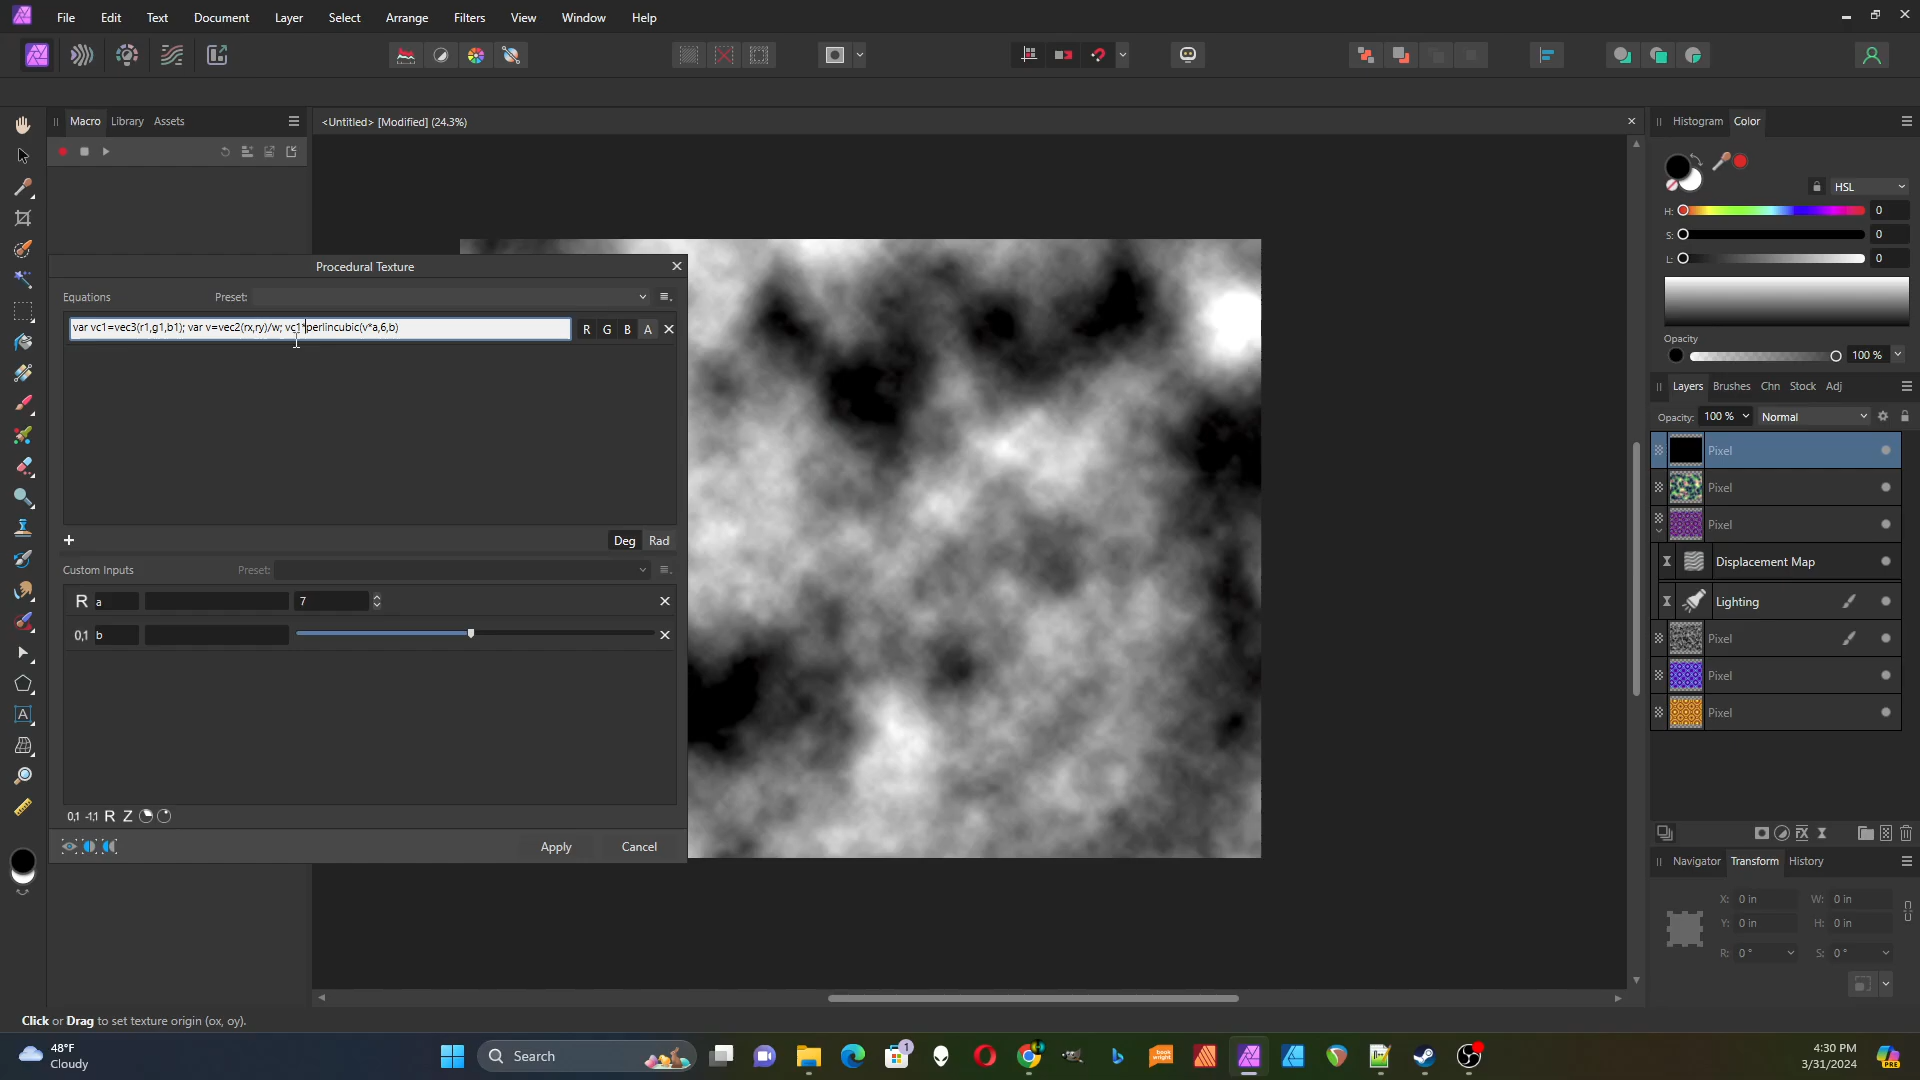 File Edit Text Document Layer Select Arrange Filters View Window Help
Macro Library Assets
<Untitled> [Modified] (24.3%)
Histogram Color
HSL
H: 0
S: 0
L: 0
Opacity
100 %
Procedural Texture
Equations Preset:
var vc1=vec3(r1,g1,b1); var v=vec2(rx,ry)/w; vc1*perlincubic(v*a,6,b) R G B A
Deg Rad
Custom Inputs Preset:
R a 7
0,1 b
0,1 -1,1 R Z
Apply Cancel
Layers Brushes Chn Stock Adj
Opacity: 100 % Normal
Pixel
Pixel
Pixel
Displacement Map
Lighting
Pixel
Pixel
Pixel
Navigator Transform History
X: 0 in W: 0 in
Y: 0 in H: 0 in
R: 0 ° S: 0 °
Click or Drag to set texture origin (ox, oy).
48°F
Cloudy
Search
1
book wright
4:30 PM
3/31/2024
PRE